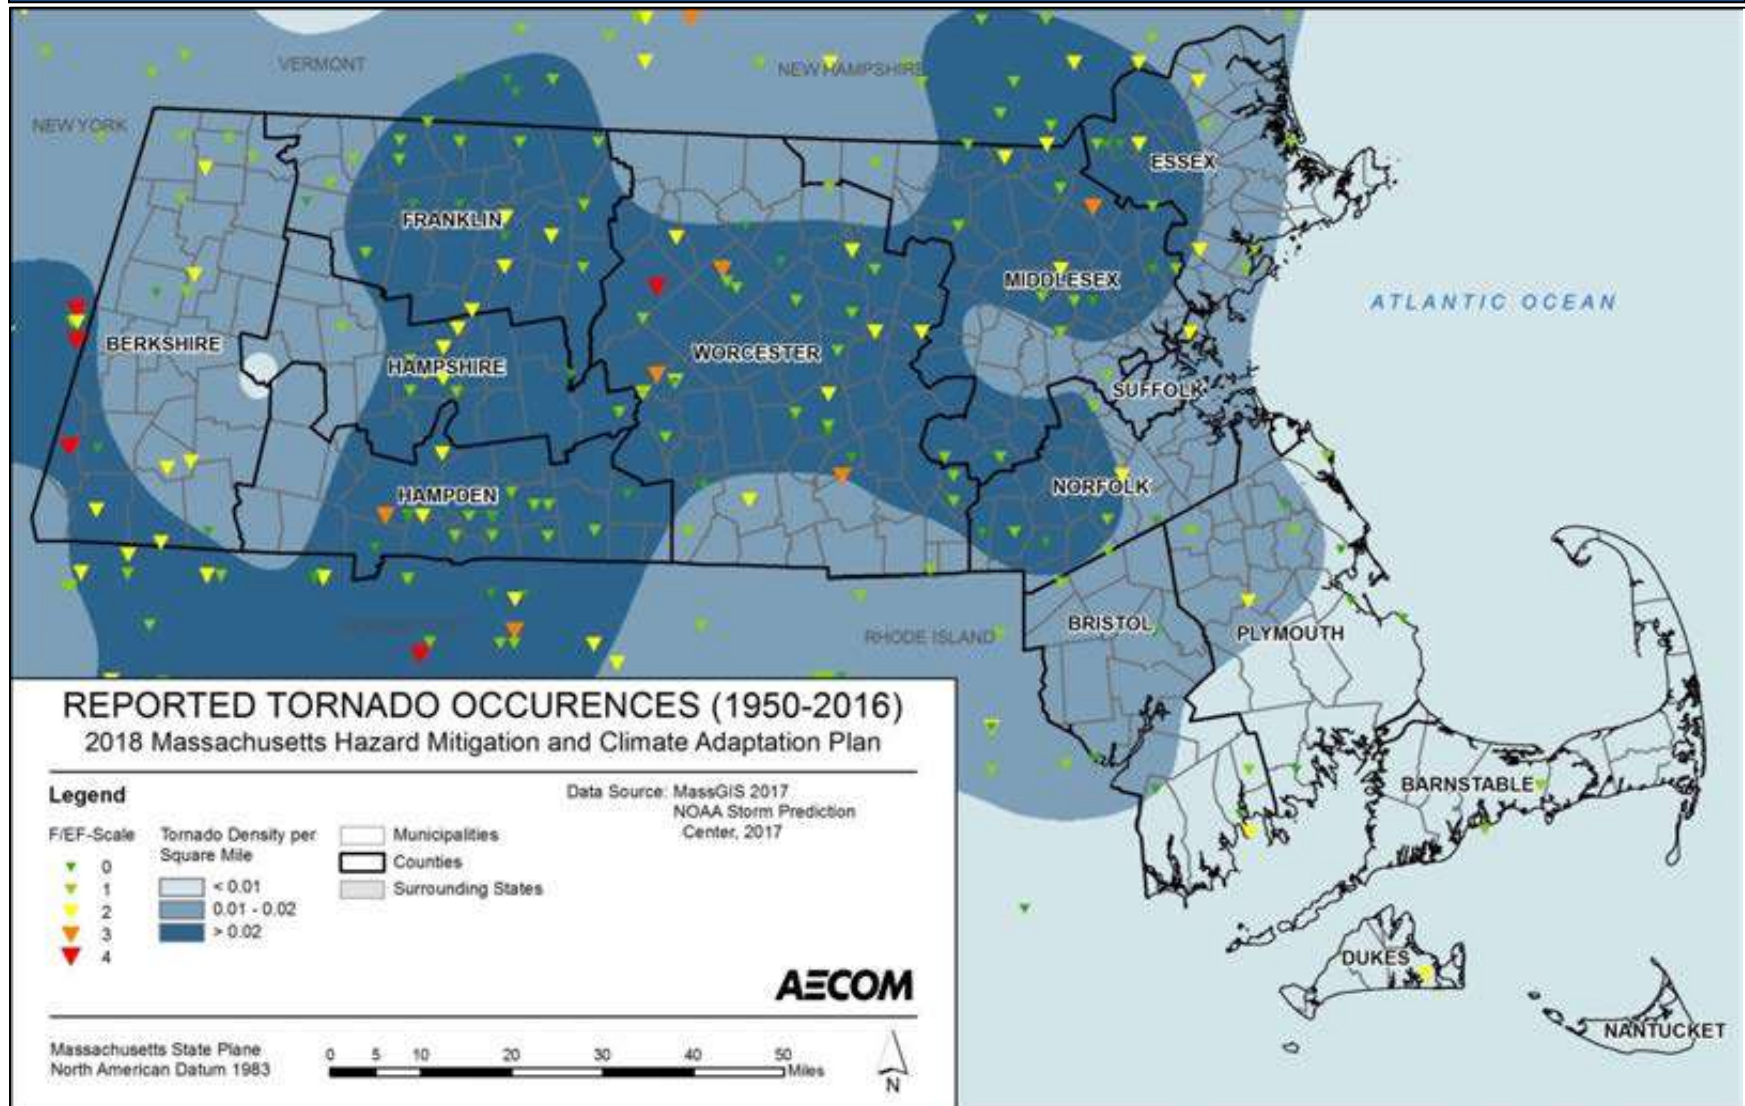 VERMONT
NEW HAMPSHIRE
NEW YORK
ESSEX
FRANKLIN
MIDDLESEX
ATLANTIC OCEAN
BERKSHIRE
WORCESTER
HAMPSHIRE
SUFFOLK
NORFOLK
HAMPDEN
BRISTOL
PLYMOUTH
RHODE ISLAND
BARNSTABLE
DUKES
NANTUCKET
REPORTED TORNADO OCCURENCES (1950-2016)
2018 Massachusetts Hazard Mitigation and Climate Adaptation Plan
Legend
Data Source: MassGIS 2017
NOAA Storm Prediction
Center, 2017
F/EF-Scale
0
1
2
3
4
Tornado Density per
Square Mile
< 0.01
0.01 - 0.02
> 0.02
Municipalities
Counties
Surrounding States
AECOM
Massachusetts State Plane
North American Datum 1983
0 5 10 20 30 40 50
Miles
N